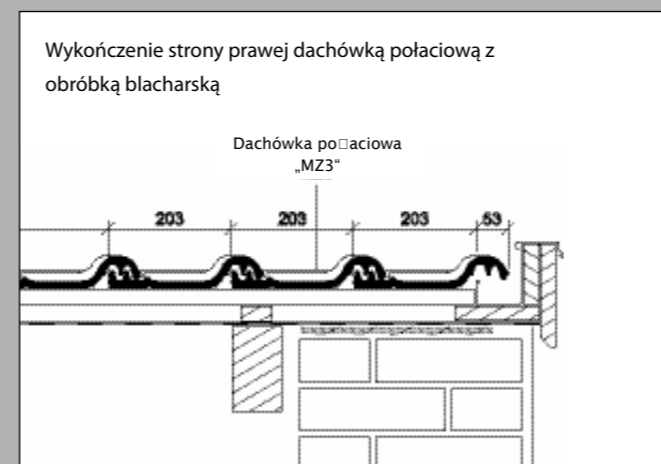 Wykończenie strony prawej dachówką połaciową z
obróbką blacharską
Dachówka po□aciowa
„MZ3“
203 203 203 53